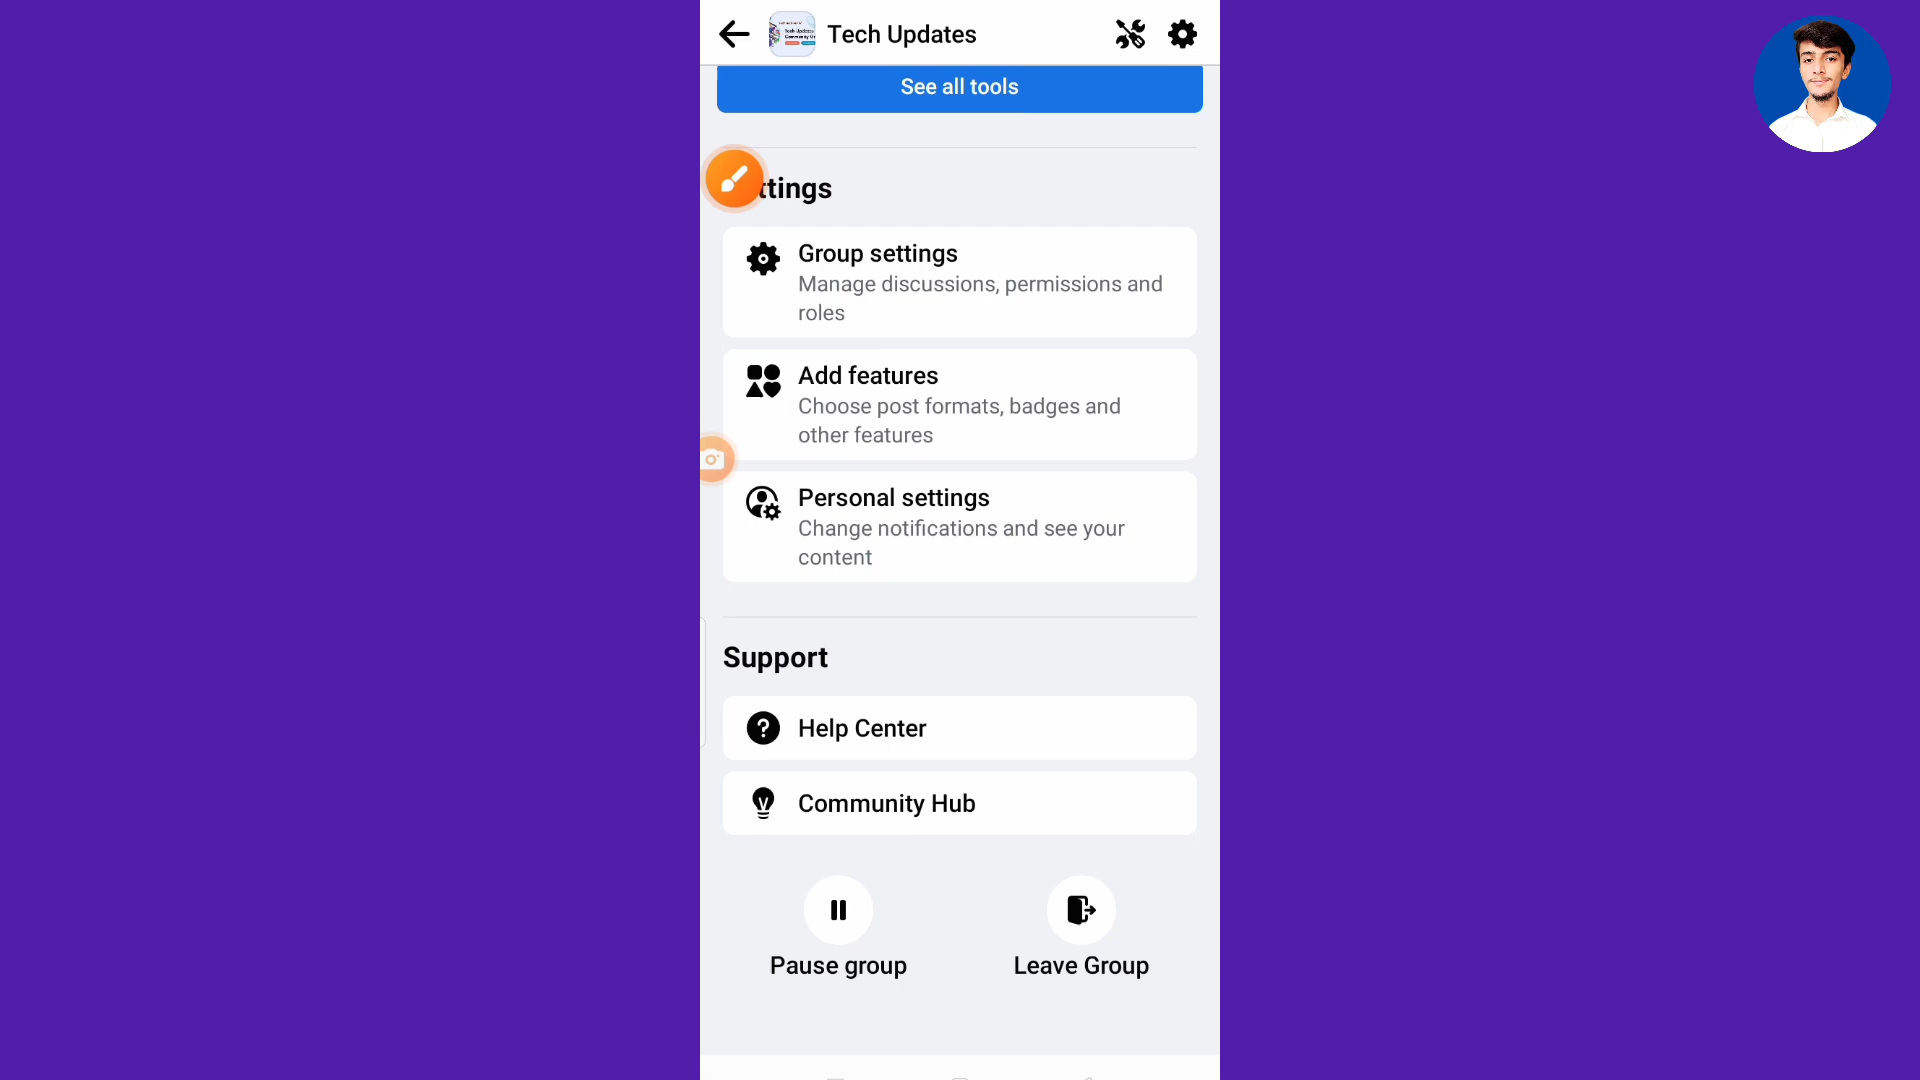 Tech Updates
See all tools
ttings
Group settings
Manage discussions, permissions and
roles
Add features
Choose post formats, badges and
other features
Personal settings
Change notifications and see your
content
Support
Help Center
Community Hub
Pause group
Leave Group